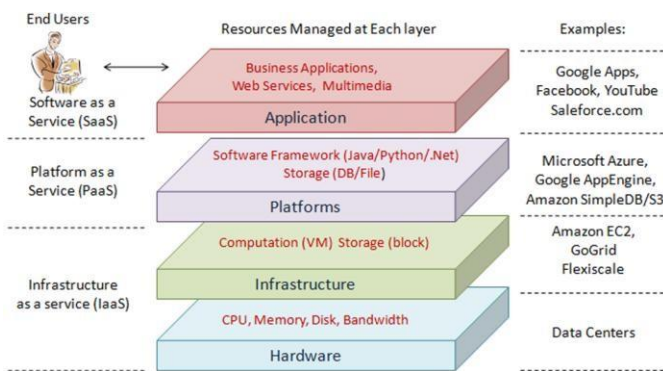 End Users
Resources Managed at Each layer
Examples:
Business Applications,
Web Services, Multimedia
Application
Software as a
Service (SaaS)
Google Apps,
Facebook, YouTube
Saleforce.com
Software Framework (Java/Python/.Net)
Storage (DB/File)
Platforms
Platform as a
Service (PaaS)
Microsoft Azure,
Google AppEngine,
Amazon SimpleDB/S3
Computation (VM) Storage (block)
Infrastructure
Amazon EC2,
GoGrid
Flexiscale
Infrastructure
as a service (IaaS)
CPU, Memory, Disk, Bandwidth
Hardware
Data Centers